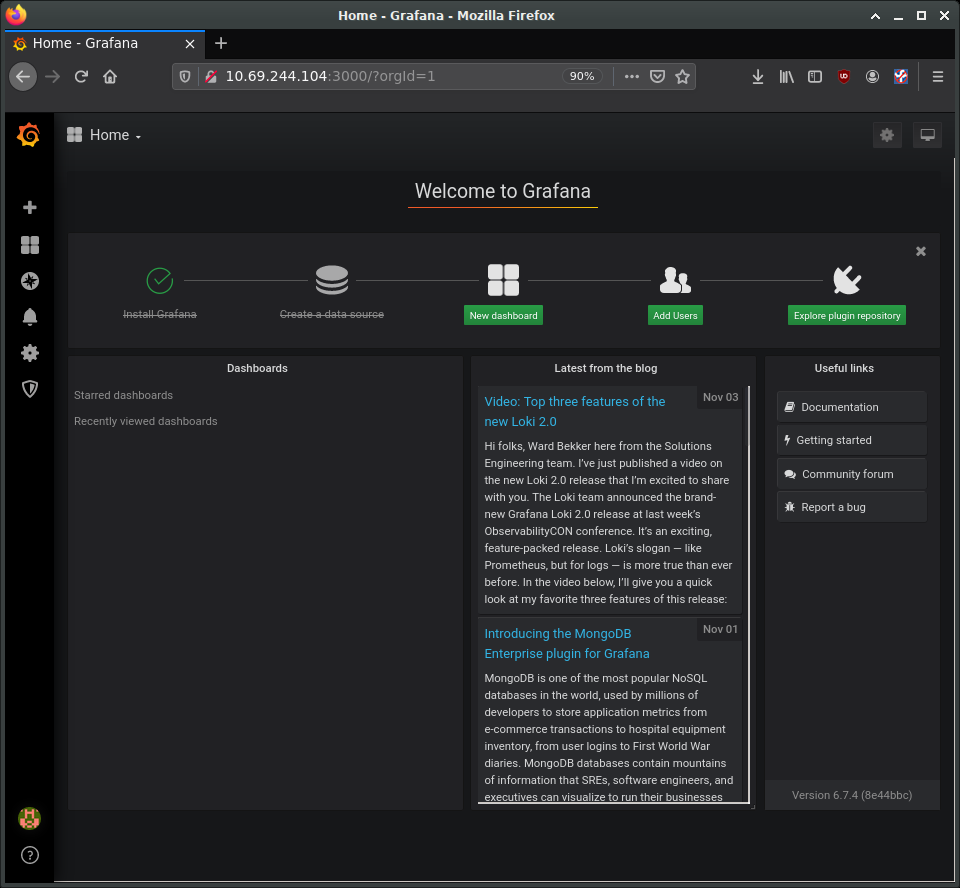 Home - Grafana - Mozilla Firefox
Home - Grafana
10.69.244.104:3000/?orgId=1
90%
Home
Welcome to Grafana
Install Grafana
Create a data source
New dashboard
Add Users
Explore plugin repository
Dashboards
Starred dashboards
Recently viewed dashboards
Latest from the blog
Video: Top three features of the
new Loki 2.0
Nov 03
Hi folks, Ward Bekker here from the Solutions
Engineering team. I’ve just published a video on
the new Loki 2.0 release that I’m excited to share
with you. The Loki team announced the brand-
new Grafana Loki 2.0 release at last week’s
ObservabilityCON conference. It’s an exciting,
feature-packed release. Loki’s slogan — like
Prometheus, but for logs — is more true than ever
before. In the video below, I’ll give you a quick
look at my favorite three features of this release:
Introducing the MongoDB
Enterprise plugin for Grafana
Nov 01
MongoDB is one of the most popular NoSQL
databases in the world, used by millions of
developers to store application metrics from
e-commerce transactions to hospital equipment
inventory, from user logins to First World War
diaries. MongoDB databases contain mountains
of information that SREs, software engineers, and
executives can visualize to run their businesses
Useful links
Documentation
Getting started
Community forum
Report a bug
Version 6.7.4 (8e44bbc)